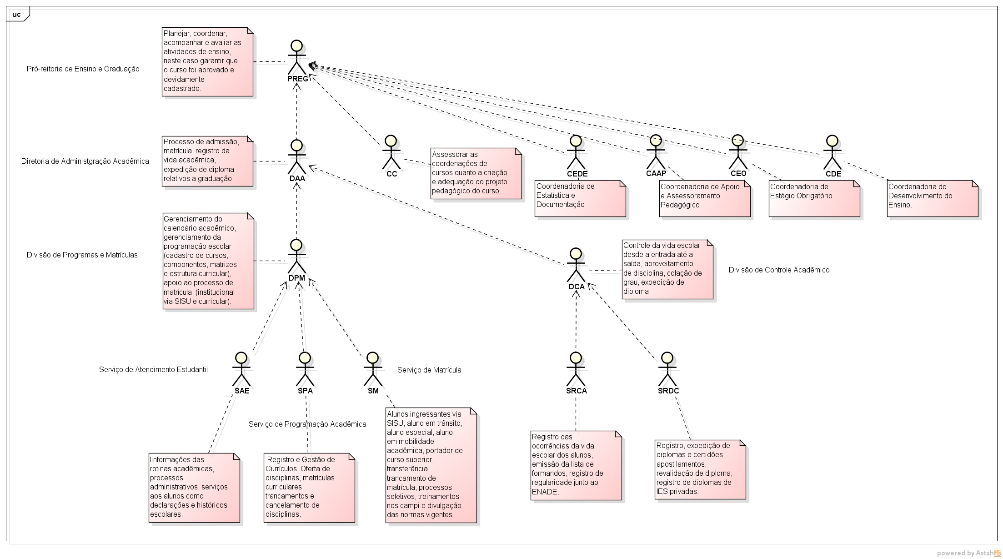 uc
Planejar, coordenar,
acompanhar e avaliar as
atividades de ensino,
neste caso garantir que
o curso foi aprovado e
devidamente
cadastrado.
Pró-reitoria de Ensino e Graduação
PREG
Processo de admissão,
matrícula, registro da
vida acadêmica,
expedição de diploma
relativos a graduação
Diretoria de Adminstgração Acadêmica
DAA
CC
Assessorar as
coordenações de
cursos quanto a criação
e adequação do projeto
pedagógico do curso.
CEDE
Coordenadoria de
Estatística e
Documentação
CAAP
Coordenadoria de Apoio
e Assessoramento
Pedagógico
CEO
Coordenadoria de
Estágio Obrigatório
CDE
Coordenadoria do
Desenvolvimento do
Ensino.
Gerenciamento do
calendário acadêmico,
gerenciamento da
programação escolar
(cadastro de cursos,
componentes, matrizes
e estrutura curricular),
apoio ao processo de
matrícula (institucional
via SISU e curricular).
Divisão de Programas e Matrículas
DPM
DCA
Controle da vida escolar
desde a entrada até a
saída, aproveitamento
de disciplina, colação de
grau, expedição de
diploma
Divisão de Controle Acadêmico
Serviço de Atendimento Estudantil
SAE
SPA
SM
Serviço de Matrícula
SRCA
SRDC
Serviço de Programação Acadêmica
Informações das
rotinas acadêmicas,
processos
administrativos, serviços
aos alunos como
declarações e históricos
escolares.
Registro e Gestão de
Currículos. Oferta de
disciplinas, matrículas
curriculares
trancamentos e
cancelamento de
disciplinas.
Alunos ingressantes via
SISU, aluno em trânsito,
aluno especial, aluno
em mobilidade
acadêmica, portador de
curso superior
transferência
trancamento de
matrícula, processos
seletivos, treinamentos
nos campi e divulgação
das normas vigentes.
Registro das
ocorrências da vida
escolar dos alunos,
emissão da lista de
formandos, registro de
regularidade junto ao
ENADE.
Registro, expedição de
diplomas e certidões
apostilamentos,
revalidação de diploma,
registro de diplomas de
IES privadas.
powered by Astah